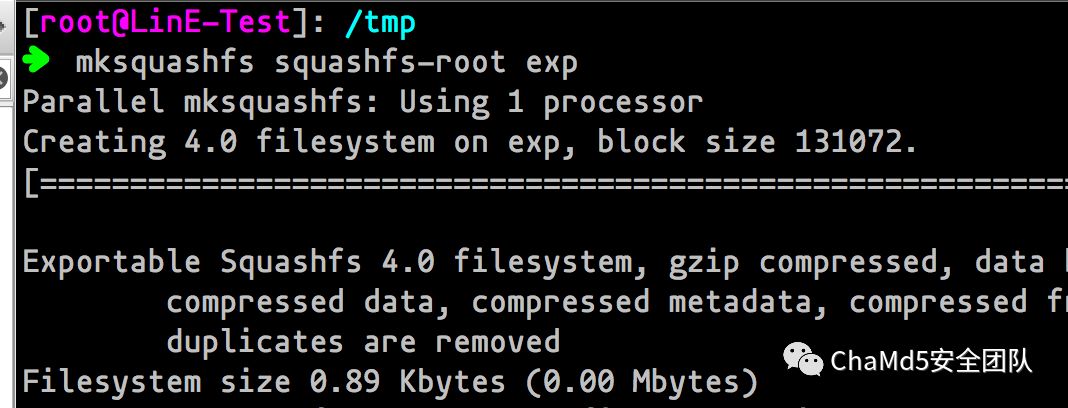 [root@LinE-Test]: /tmp
➜ mksquashfs squashfs-root exp
Parallel mksquashfs: Using 1 processor
Creating 4.0 filesystem on exp, block size 131072.
[============================================================
Exportable Squashfs 4.0 filesystem, gzip compressed, data
compressed data, compressed metadata, compressed
duplicates are removed
ChaMd5安全团队
Filesystem size 0.89 Kbytes (0.00 Mbytes)